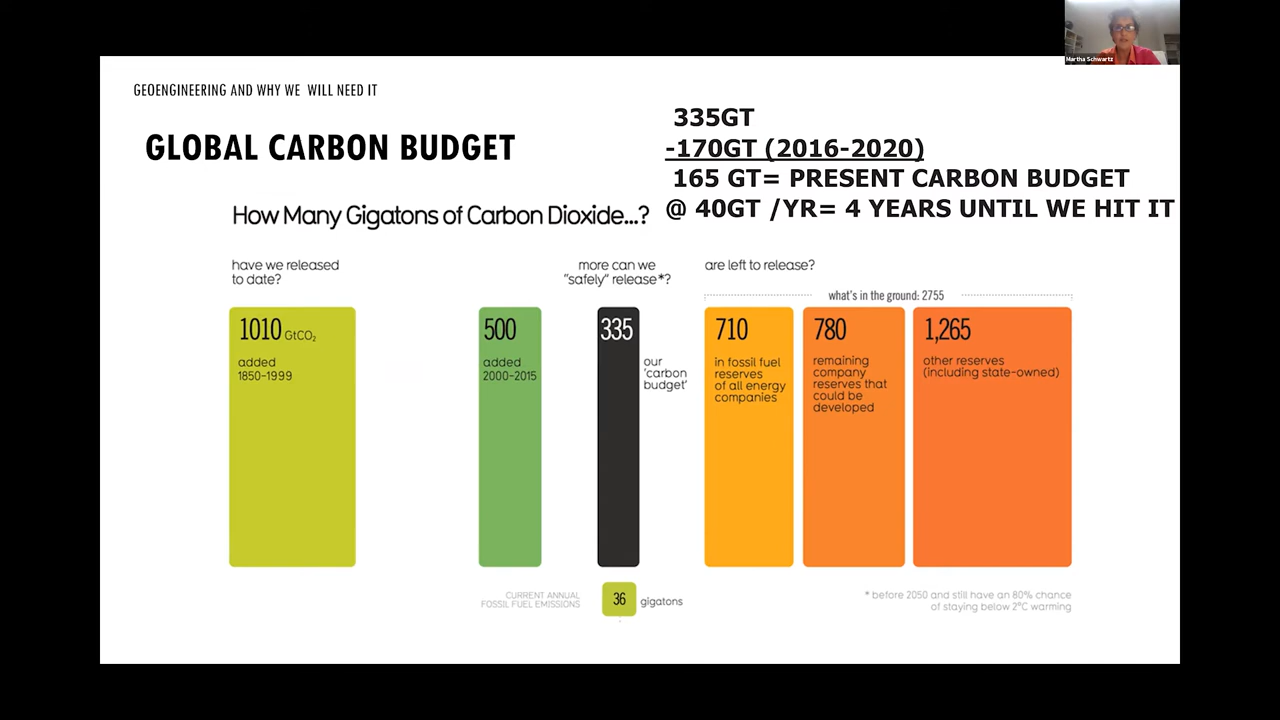 Martha Schwartz
GEOENGINEERING AND WHY WE WILL NEED IT
GLOBAL CARBON BUDGET
335GT
-170GT (2016-2020)
165 GT= PRESENT CARBON BUDGET
@ 40GT /YR= 4 YEARS UNTIL WE HIT IT
How Many Gigatons of Carbon Dioxide...?
have we released
to date?
more can we
"safely" release*?
are left to release?
what's in the ground: 2755
1010 GtCO₂
added
1850-1999
500
added
2000-2015
335
our
'carbon
budget'
710
in fossil fuel
reserves
of all energy
companies
780
remaining
company
reserves that
could be
developed
1,265
other reserves
(including state-owned)
CURRENT ANNUAL
FOSSIL FUEL EMISSIONS
36 gigatons
* before 2050 and still have an 80% chance
of staying below 2°C warming